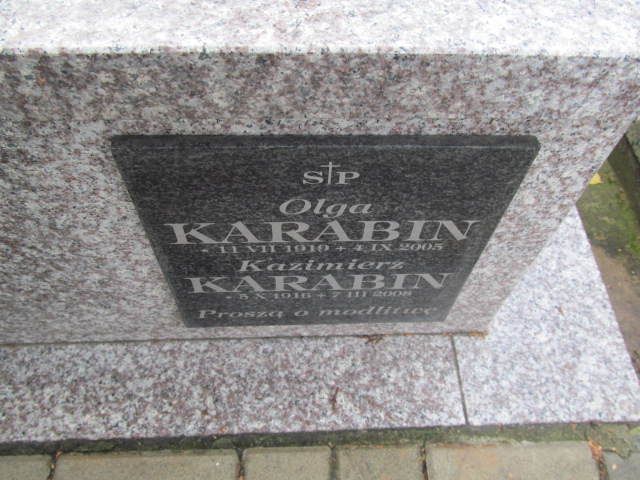 S†P
Olga
KARABIN
* 11 VII 1919 + 4 IX 2005
Kazimierz
KARABIN
* 5 X 1916 + 7 III 2008
Proszą o modlitwę